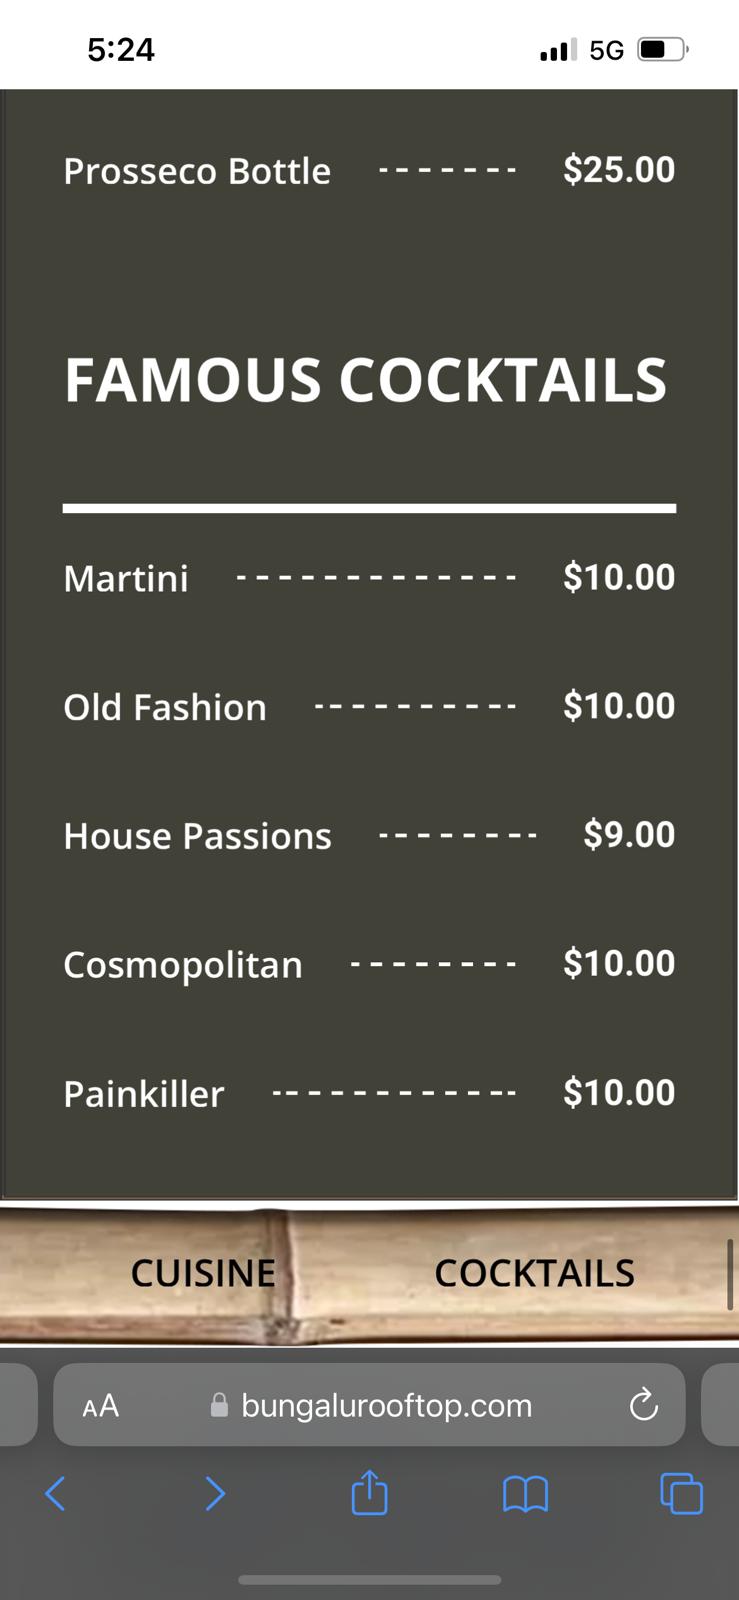 5:24 5G
Prosseco Bottle ------- $25.00
FAMOUS COCKTAILS
Martini ------------- $10.00
Old Fashion ---------- $10.00
House Passions -------- $9.00
Cosmopolitan -------- $10.00
Painkiller ------------ $10.00
CUISINE COCKTAILS
AA bungalurooftop.com